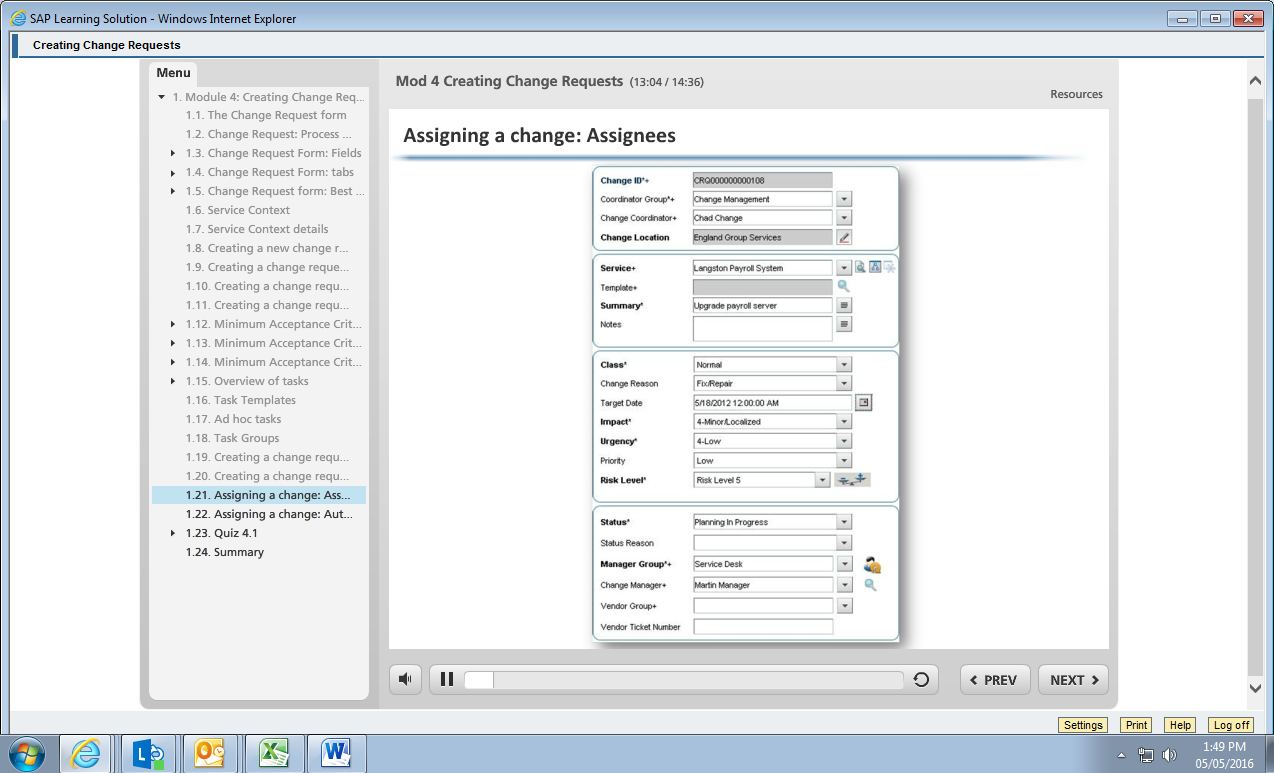 SAP Learning Solution - Windows Internet Explorer
Creating Change Requests
Menu
1. Module 4: Creating Change Req...
1.1. The Change Request form
1.2. Change Request: Process ...
1.3. Change Request Form: Fields
1.4. Change Request Form: tabs
1.5. Change Request form: Best ...
1.6. Service Context
1.7. Service Context details
1.8. Creating a new change r...
1.9. Creating a change reque...
1.10. Creating a change requ...
1.11. Creating a change requ...
1.12. Minimum Acceptance Crit...
1.13. Minimum Acceptance Crit...
1.14. Minimum Acceptance Crit...
1.15. Overview of tasks
1.16. Task Templates
1.17. Ad hoc tasks
1.18. Task Groups
1.19. Creating a change requ...
1.20. Creating a change requ...
1.21. Assigning a change: Ass...
1.22. Assigning a change: Aut...
1.23. Quiz 4.1
1.24. Summary
Mod 4 Creating Change Requests (13:04 / 14:36)
Resources
Assigning a change: Assignees
Change ID*+ CRQ000000000108
Coordinator Group*+ Change Management
Change Coordinator+ Chad Change
Change Location England Group Services
Service+ Langston Payroll System
Template+
Summary* Upgrade payroll server
Notes
Class* Normal
Change Reason Fix/Repair
Target Date 5/18/2012 12:00:00 AM
Impact* 4-Minor/Localized
Urgency* 4-Low
Priority Low
Risk Level* Risk Level 5
Status* Planning In Progress
Status Reason
Manager Group*+ Service Desk
Change Manager+ Martin Manager
Vendor Group+
Vendor Ticket Number
PREV NEXT
Settings Print Help Log off
1:49 PM
05/05/2016